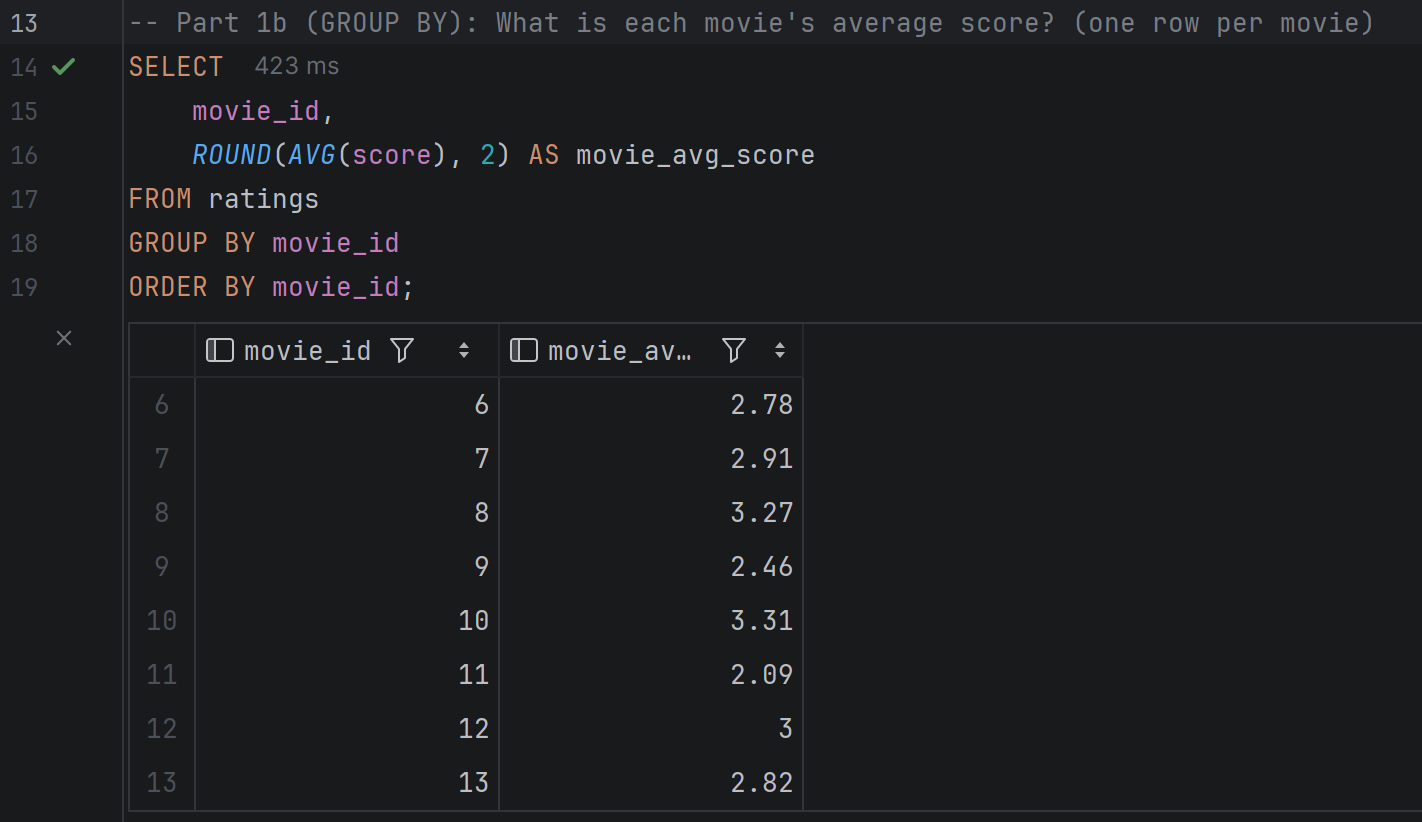 13 -- Part 1b (GROUP BY): What is each movie's average score? (one row per movie)
14 SELECT 423 ms
15 movie_id,
16 ROUND(AVG(score), 2) AS movie_avg_score
17 FROM ratings
18 GROUP BY movie_id
19 ORDER BY movie_id;
movie_id movie_av…
6 6 2.78
7 7 2.91
8 8 3.27
9 9 2.46
10 10 3.31
11 11 2.09
12 12 3
13 13 2.82